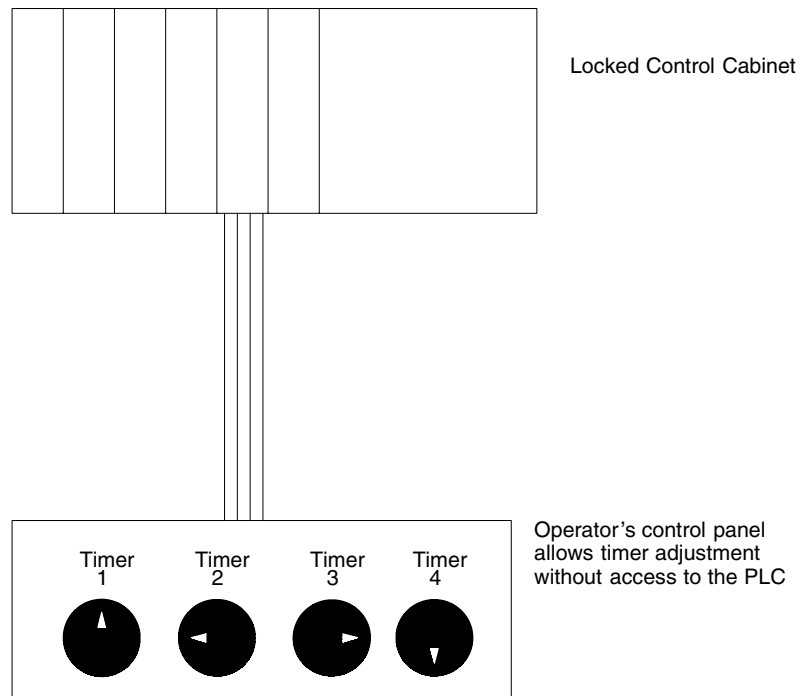 Locked Control Cabinet
Operator’s control panel
allows timer adjustment
without access to the PLC
Timer
1
Timer
2
Timer
3
Timer
4